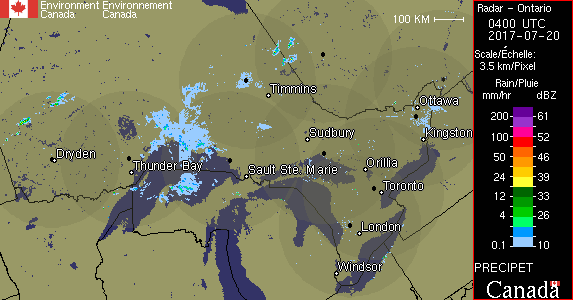 Environment Environnement
Canada Canada
100 KM
Timmins
Ottawa
Sudbury
Kingston
Dryden
Thunder Bay
Sault Ste. Marie
Orillia
Toronto
London
Windsor
Radar - Ontario
0400 UTC
2017-07-20
Scale/Échelle:
3.5 km/Pixel
Rain/Pluie
mm/hr dBZ
200 61
100 52
50 46
24 39
12 33
4 26
0.1 10
PRECIPET
Canada